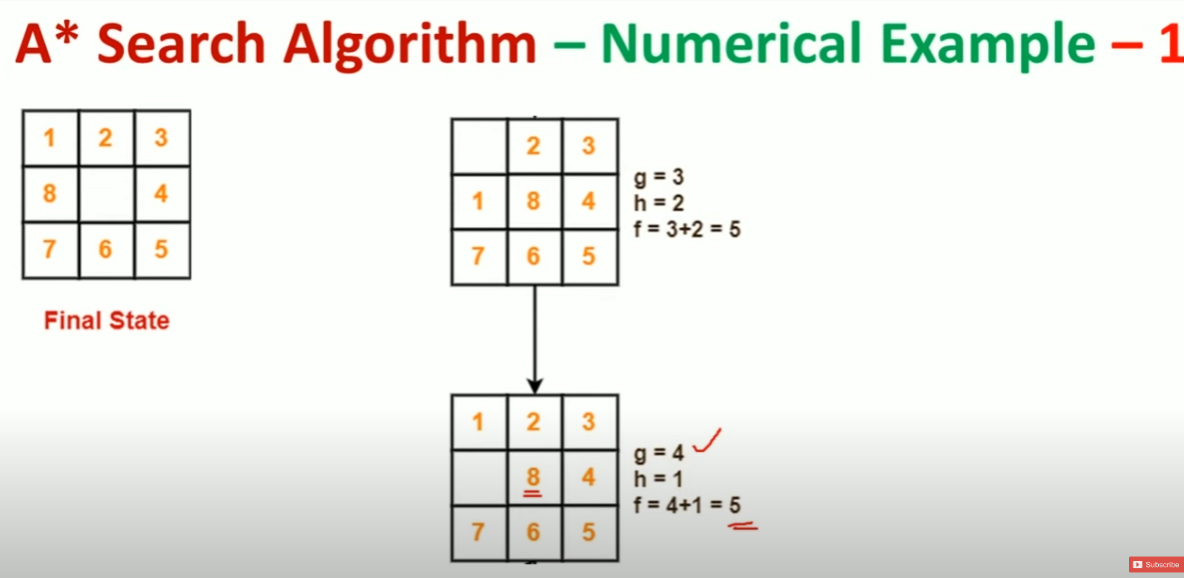 A* Search Algorithm – Numerical Example – 1
1 2 3
8 4
7 6 5
Final State
2 3
1 8 4
7 6 5
g = 3
h = 2
f = 3+2 = 5
1 2 3
8 4
7 6 5
g = 4
h = 1
f = 4+1 = 5
Subscribe